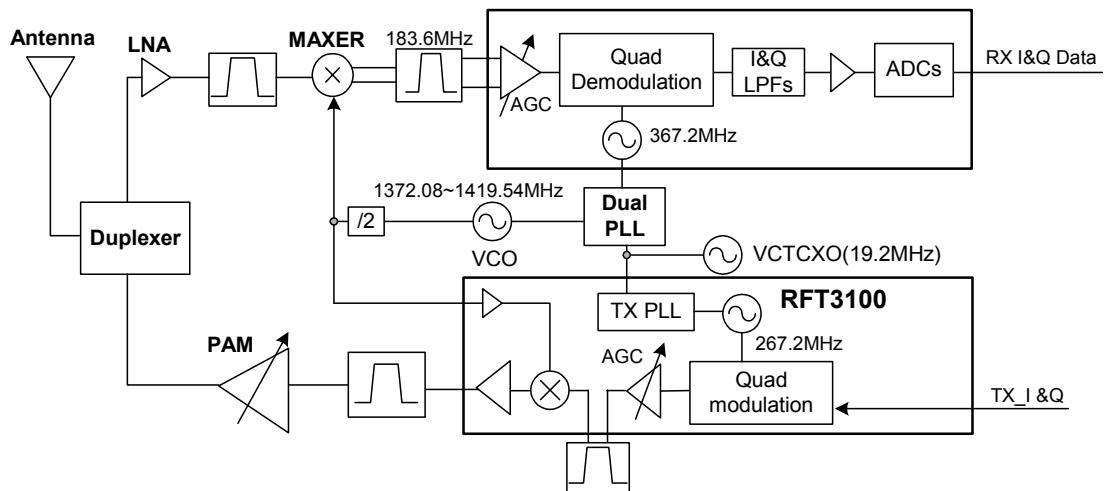 Antenna
LNA
MAXER
183.6MHz
/AGC
Quad
Demodulation
I&Q
LPFs
ADCs
RX I&Q Data
367.2MHz
1372.08~1419.54MHz
/2
VCO
Dual
PLL
Duplexer
VCTCXO(19.2MHz)
RFT3100
TX PLL
267.2MHz
PAM
AGC
Quad
modulation
TX_I &Q